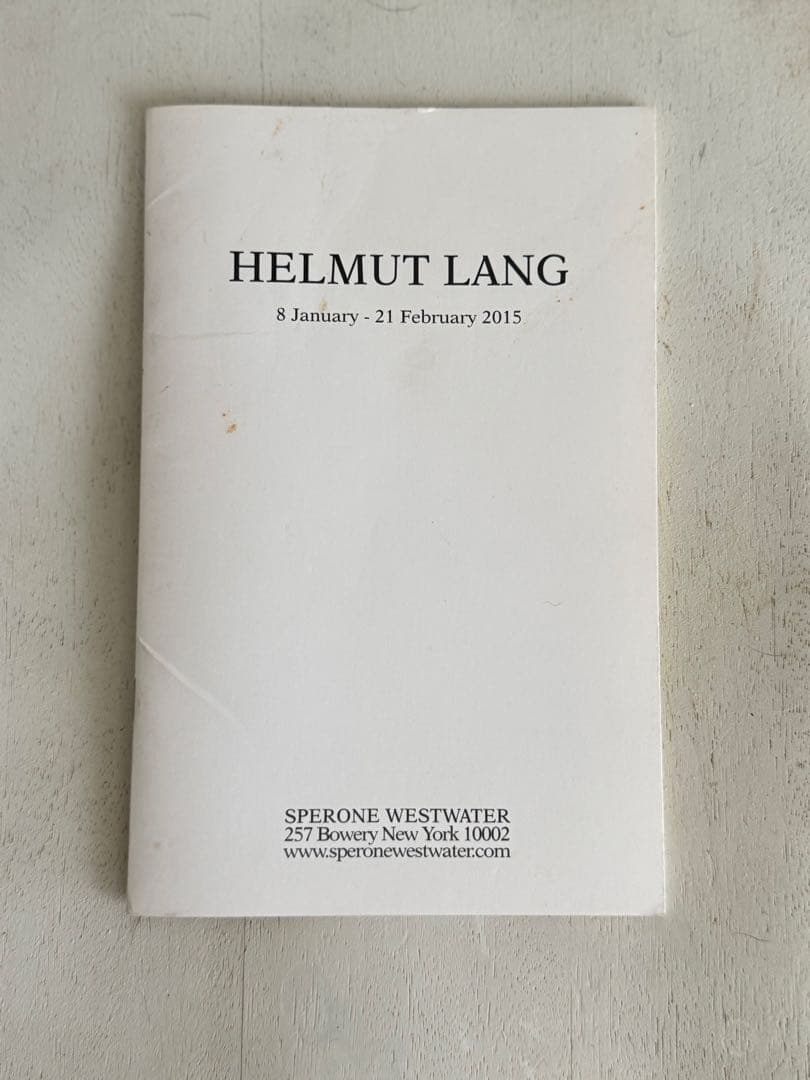 HELMUT LANG
8 January - 21 February 2015
SPERONE WESTWATER
257 Bowery New York 10002
www.speronewestwater.com